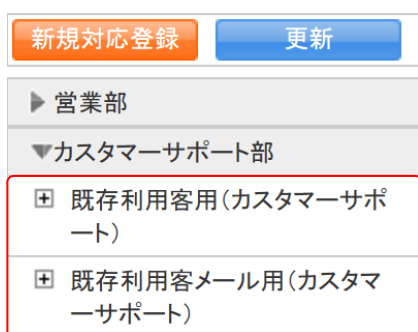 新規対応登録
更新
営業部
カスタマーサポート部
既存利用客用(カスタマーサポ
ート)
既存利用客メール用(カスタマ
ーサポート)